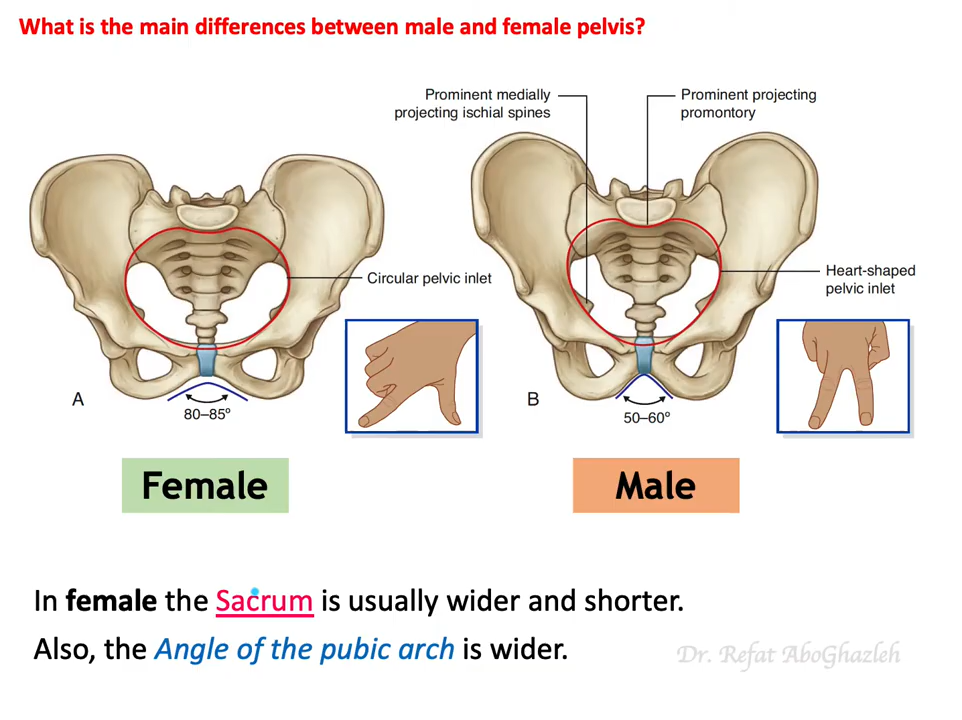 What is the main differences between male and female pelvis?
Prominent medially
projecting ischial spines
Prominent projecting
promontory
Circular pelvic inlet
Heart-shaped
pelvic inlet
A
80–85º
B
50–60º
Female
Male
In female the Sacrum is usually wider and shorter.
Also, the Angle of the pubic arch is wider.
Dr. Refat AboGhazleh